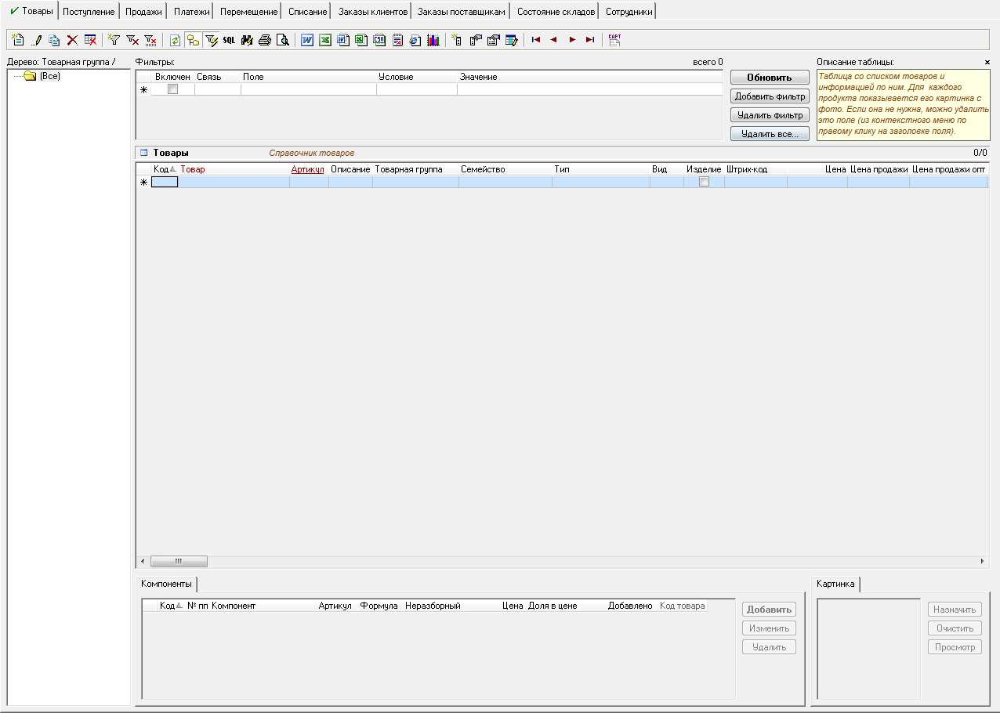 Товары Поступление Продажи Платежи Перемещение Списание Заказы клиентов Заказы поставщикам Состояние складов Сотрудники
SQL CSV КАРТ
Дерево: Товарная группа /
(Все)
Фильтры: всего 0
Включен Связь Поле Условие Значение
Обновить
Добавить фильтр
Удалить фильтр
Удалить все...
Описание таблицы: ×
Таблица со списком товаров и
информацией по ним. Для каждого
продукта показывается его картинка с
фото. Если она не нужна, можно удалить
это поле (из контекстного меню по
правому клику на заголовке поля).
Товары Справочник товаров 0/0
Код Товар Артикул Описание Товарная группа Семейство Тип Вид Изделие Штрих-код Цена Цена продажи Цена продажи опт
Компоненты
Код № пп Компонент Артикул Формула Неразборный Цена Доля в цене Добавлено Код товара
Добавить
Изменить
Удалить
Картинка
Назначить
Очистить
Просмотр